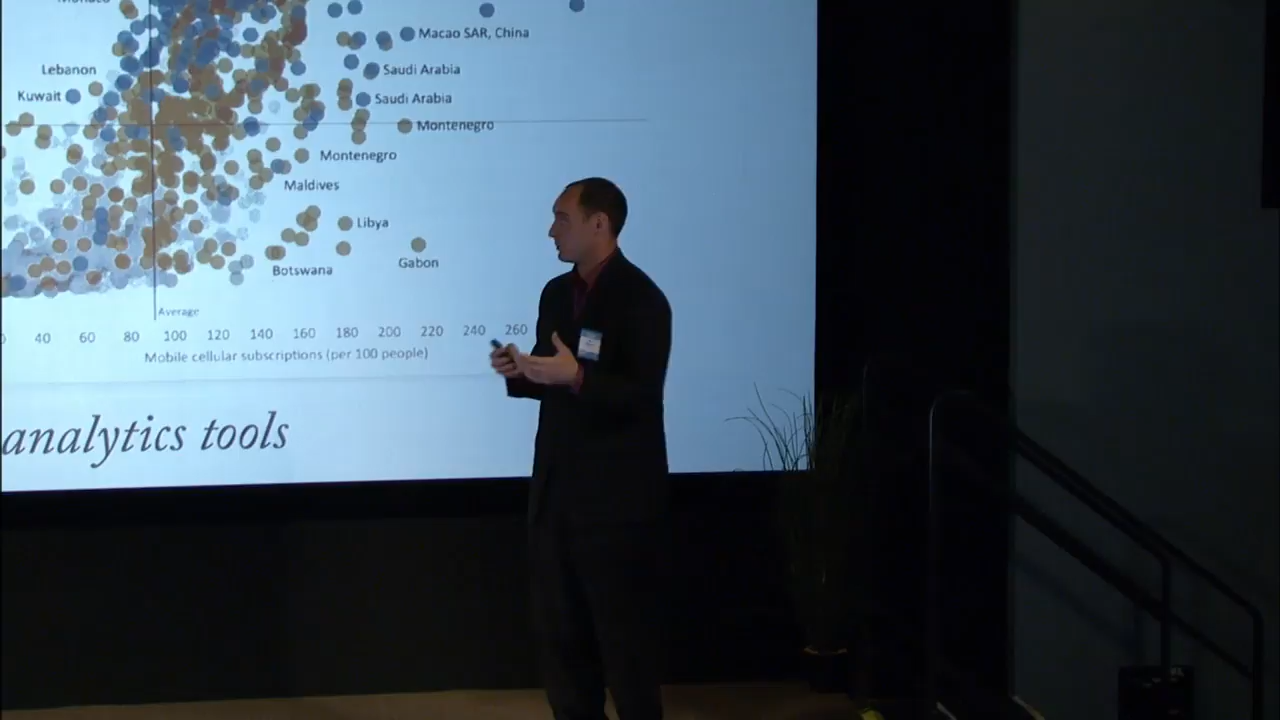 Monaco
Macao SAR, China
Lebanon
Saudi Arabia
Kuwait
Saudi Arabia
Montenegro
Montenegro
Maldives
Libya
Gabon
Botswana
Average
40 60 80 100 120 140 160 180 200 220 240 260
Mobile cellular subscriptions (per 100 people)
analytics tools